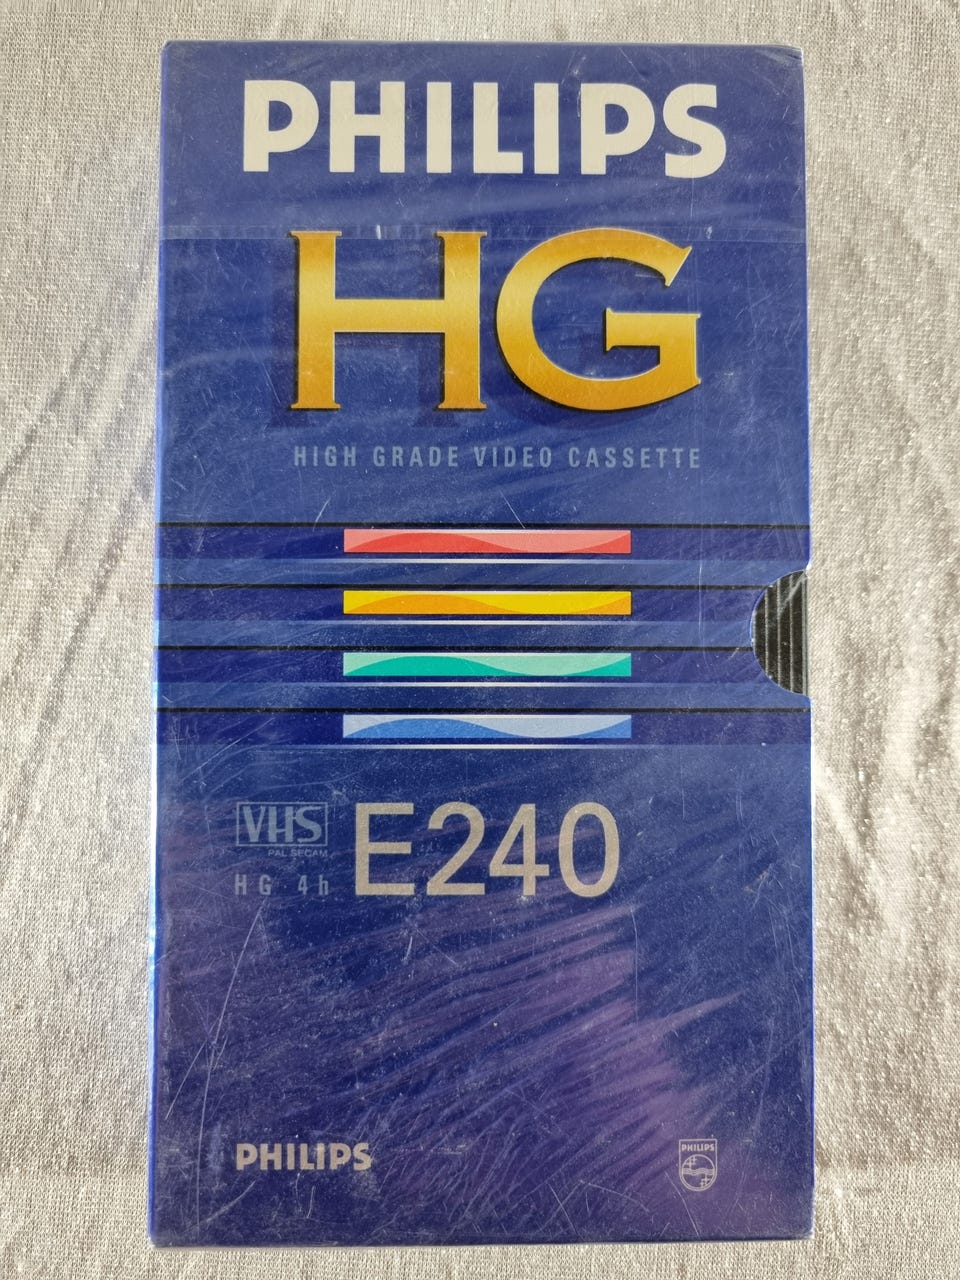 PHILIPS
HG
HIGH GRADE VIDEO CASSETTE
VHS
PAL SECAM
HG 4h
E240
PHILIPS
PHILIPS